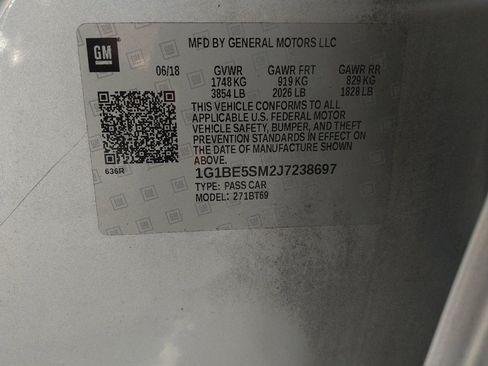 GM
MFD BY GENERAL MOTORS LLC
06/18 GVWR GAWR FRT GAWR RR
1748 KG 919 KG 829 KG
3854 LB 2026 LB 1828 LB
THIS VEHICLE CONFORMS TO ALL
APPLICABLE U.S. FEDERAL MOTOR
VEHICLE SAFETY, BUMPER, AND THEFT
PREVENTION STANDARDS IN EFFECT ON
THE DATE OF MANUFACTURE SHOWN
ABOVE.
636R
1G1BE5SM2J7238697
TYPE: PASS CAR
MODEL: 271BT69